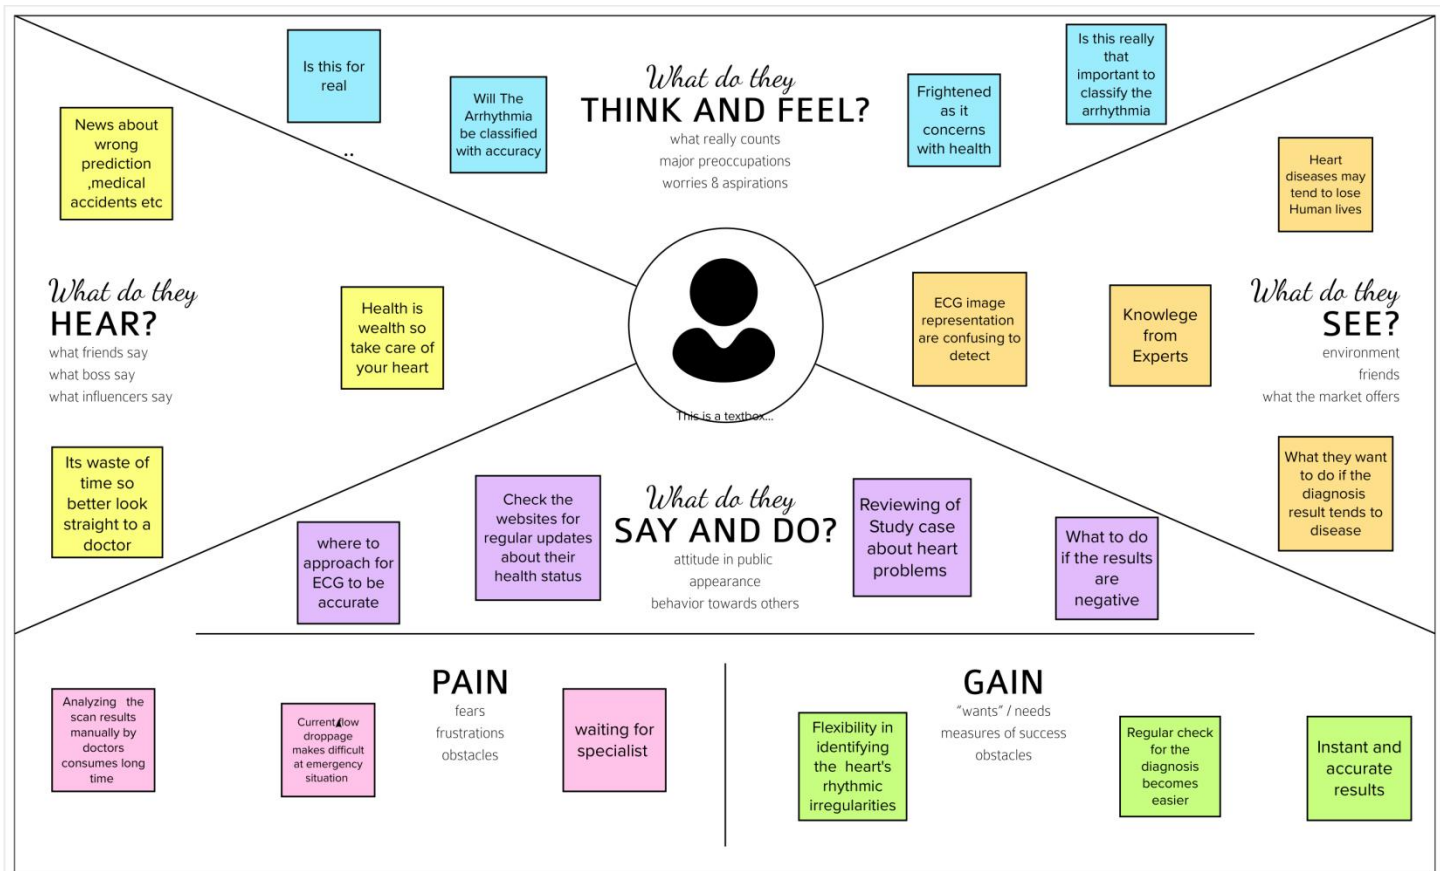 Is this for
real
..
Will The
Arrhythmia
be classified
with accuracy
What do they
THINK AND FEEL?
what really counts
major preoccupations
worries & aspirations
Frightened
as it
concerns
with health
Is this really
that
important to
classify the
arrhythmia
News about
wrong
prediction
,medical
accidents etc
What do they
HEAR?
what friends say
what boss say
what influencers say
Health is
wealth so
take care of
your heart
Its waste of
time so
better look
straight to a
doctor
This is a textbox...
ECG image
representation
are confusing to
detect
Knowlege
from
Experts
Heart
diseases may
tend to lose
Human lives
What do they
SEE?
environment
friends
what the market offers
What they want
to do if the
diagnosis
result tends to
disease
where to
approach for
ECG to be
accurate
Check the
websites for
regular updates
about their
health status
What do they
SAY AND DO?
attitude in public
appearance
behavior towards others
Reviewing of
Study case
about heart
problems
What to do
if the results
are
negative
PAIN
fears
frustrations
obstacles
Analyzing the
scan results
manually by
doctors
consumes long
time
Current
droppage
makes difficult
at emergency
situation
waiting for
specialist
GAIN
"wants" / needs
measures of success
obstacles
Flexibility in
identifying
the heart's
rhythmic
irregularities
Regular check
for the
diagnosis
becomes
easier
Instant and
accurate
results